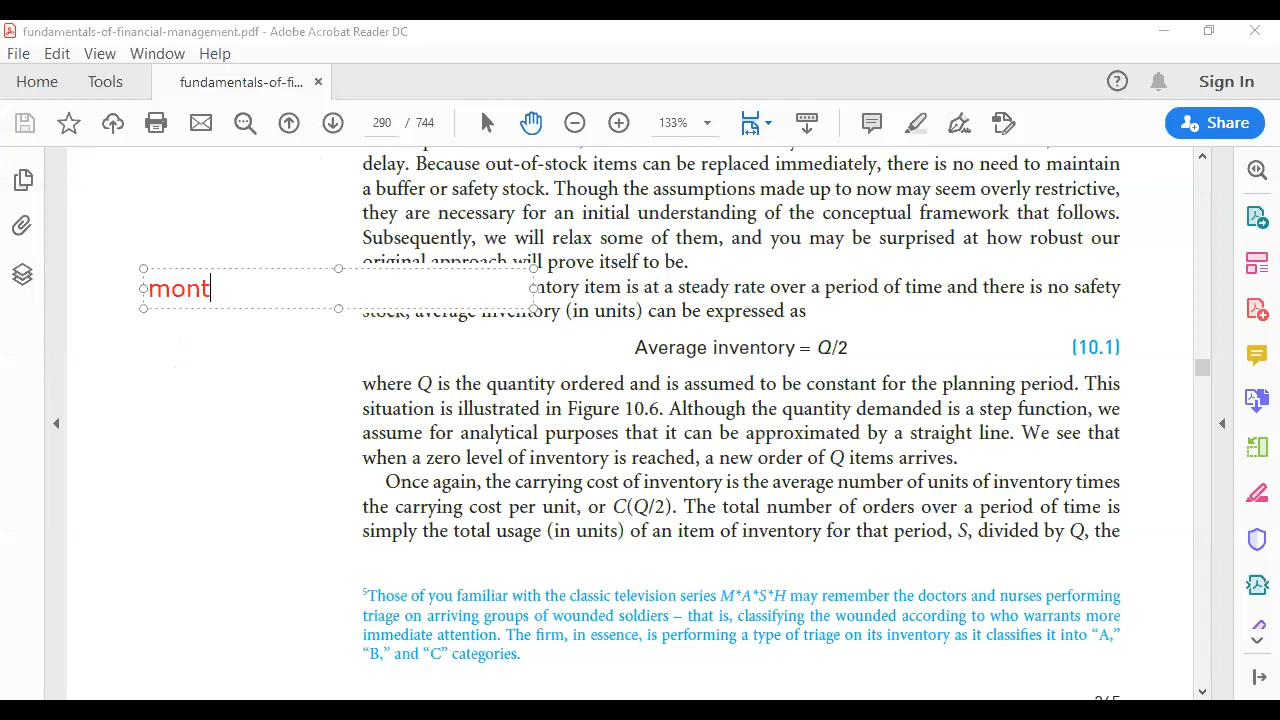 fundamentals-of-financial-management.pdf - Adobe Acrobat Reader DC
File Edit View Window Help
Home Tools fundamentals-of-fi... × Sign In
290 / 744 133% Share
delay. Because out-of-stock items can be replaced immediately, there is no need to maintain
a buffer or safety stock. Though the assumptions made up to now may seem overly restrictive,
they are necessary for an initial understanding of the conceptual framework that follows.
Subsequently, we will relax some of them, and you may be surprised at how robust our
original approach will prove itself to be.
mont
ntory item is at a steady rate over a period of time and there is no safety
stock, average inventory (in units) can be expressed as
Average inventory = Q/2 (10.1)
where Q is the quantity ordered and is assumed to be constant for the planning period. This
situation is illustrated in Figure 10.6. Although the quantity demanded is a step function, we
assume for analytical purposes that it can be approximated by a straight line. We see that
when a zero level of inventory is reached, a new order of Q items arrives.
Once again, the carrying cost of inventory is the average number of units of inventory times
the carrying cost per unit, or C(Q/2). The total number of orders over a period of time is
simply the total usage (in units) of an item of inventory for that period, S, divided by Q, the
5Those of you familiar with the classic television series M*A*S*H may remember the doctors and nurses performing
triage on arriving groups of wounded soldiers – that is, classifying the wounded according to who warrants more
immediate attention. The firm, in essence, is performing a type of triage on its inventory as it classifies it into “A,”
“B,” and “C” categories.